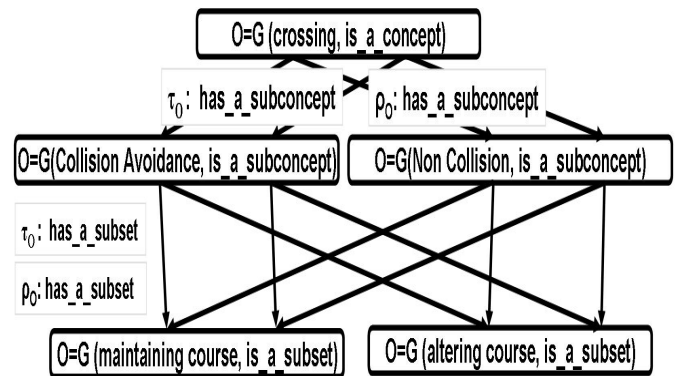 O=G (crossing, is_a_concept)
τ₀ : has_a_subconcept
ρ₀: has_a_subconcept
O=G(Collision Avoidance, is_a_subconcept)
O=G(Non Collision, is_a_subconcept)
τ₀ : has_a_subset
ρ₀: has_a_subset
O=G (maintaining course, is_a_subset)
O=G (altering course, is_a_subset)